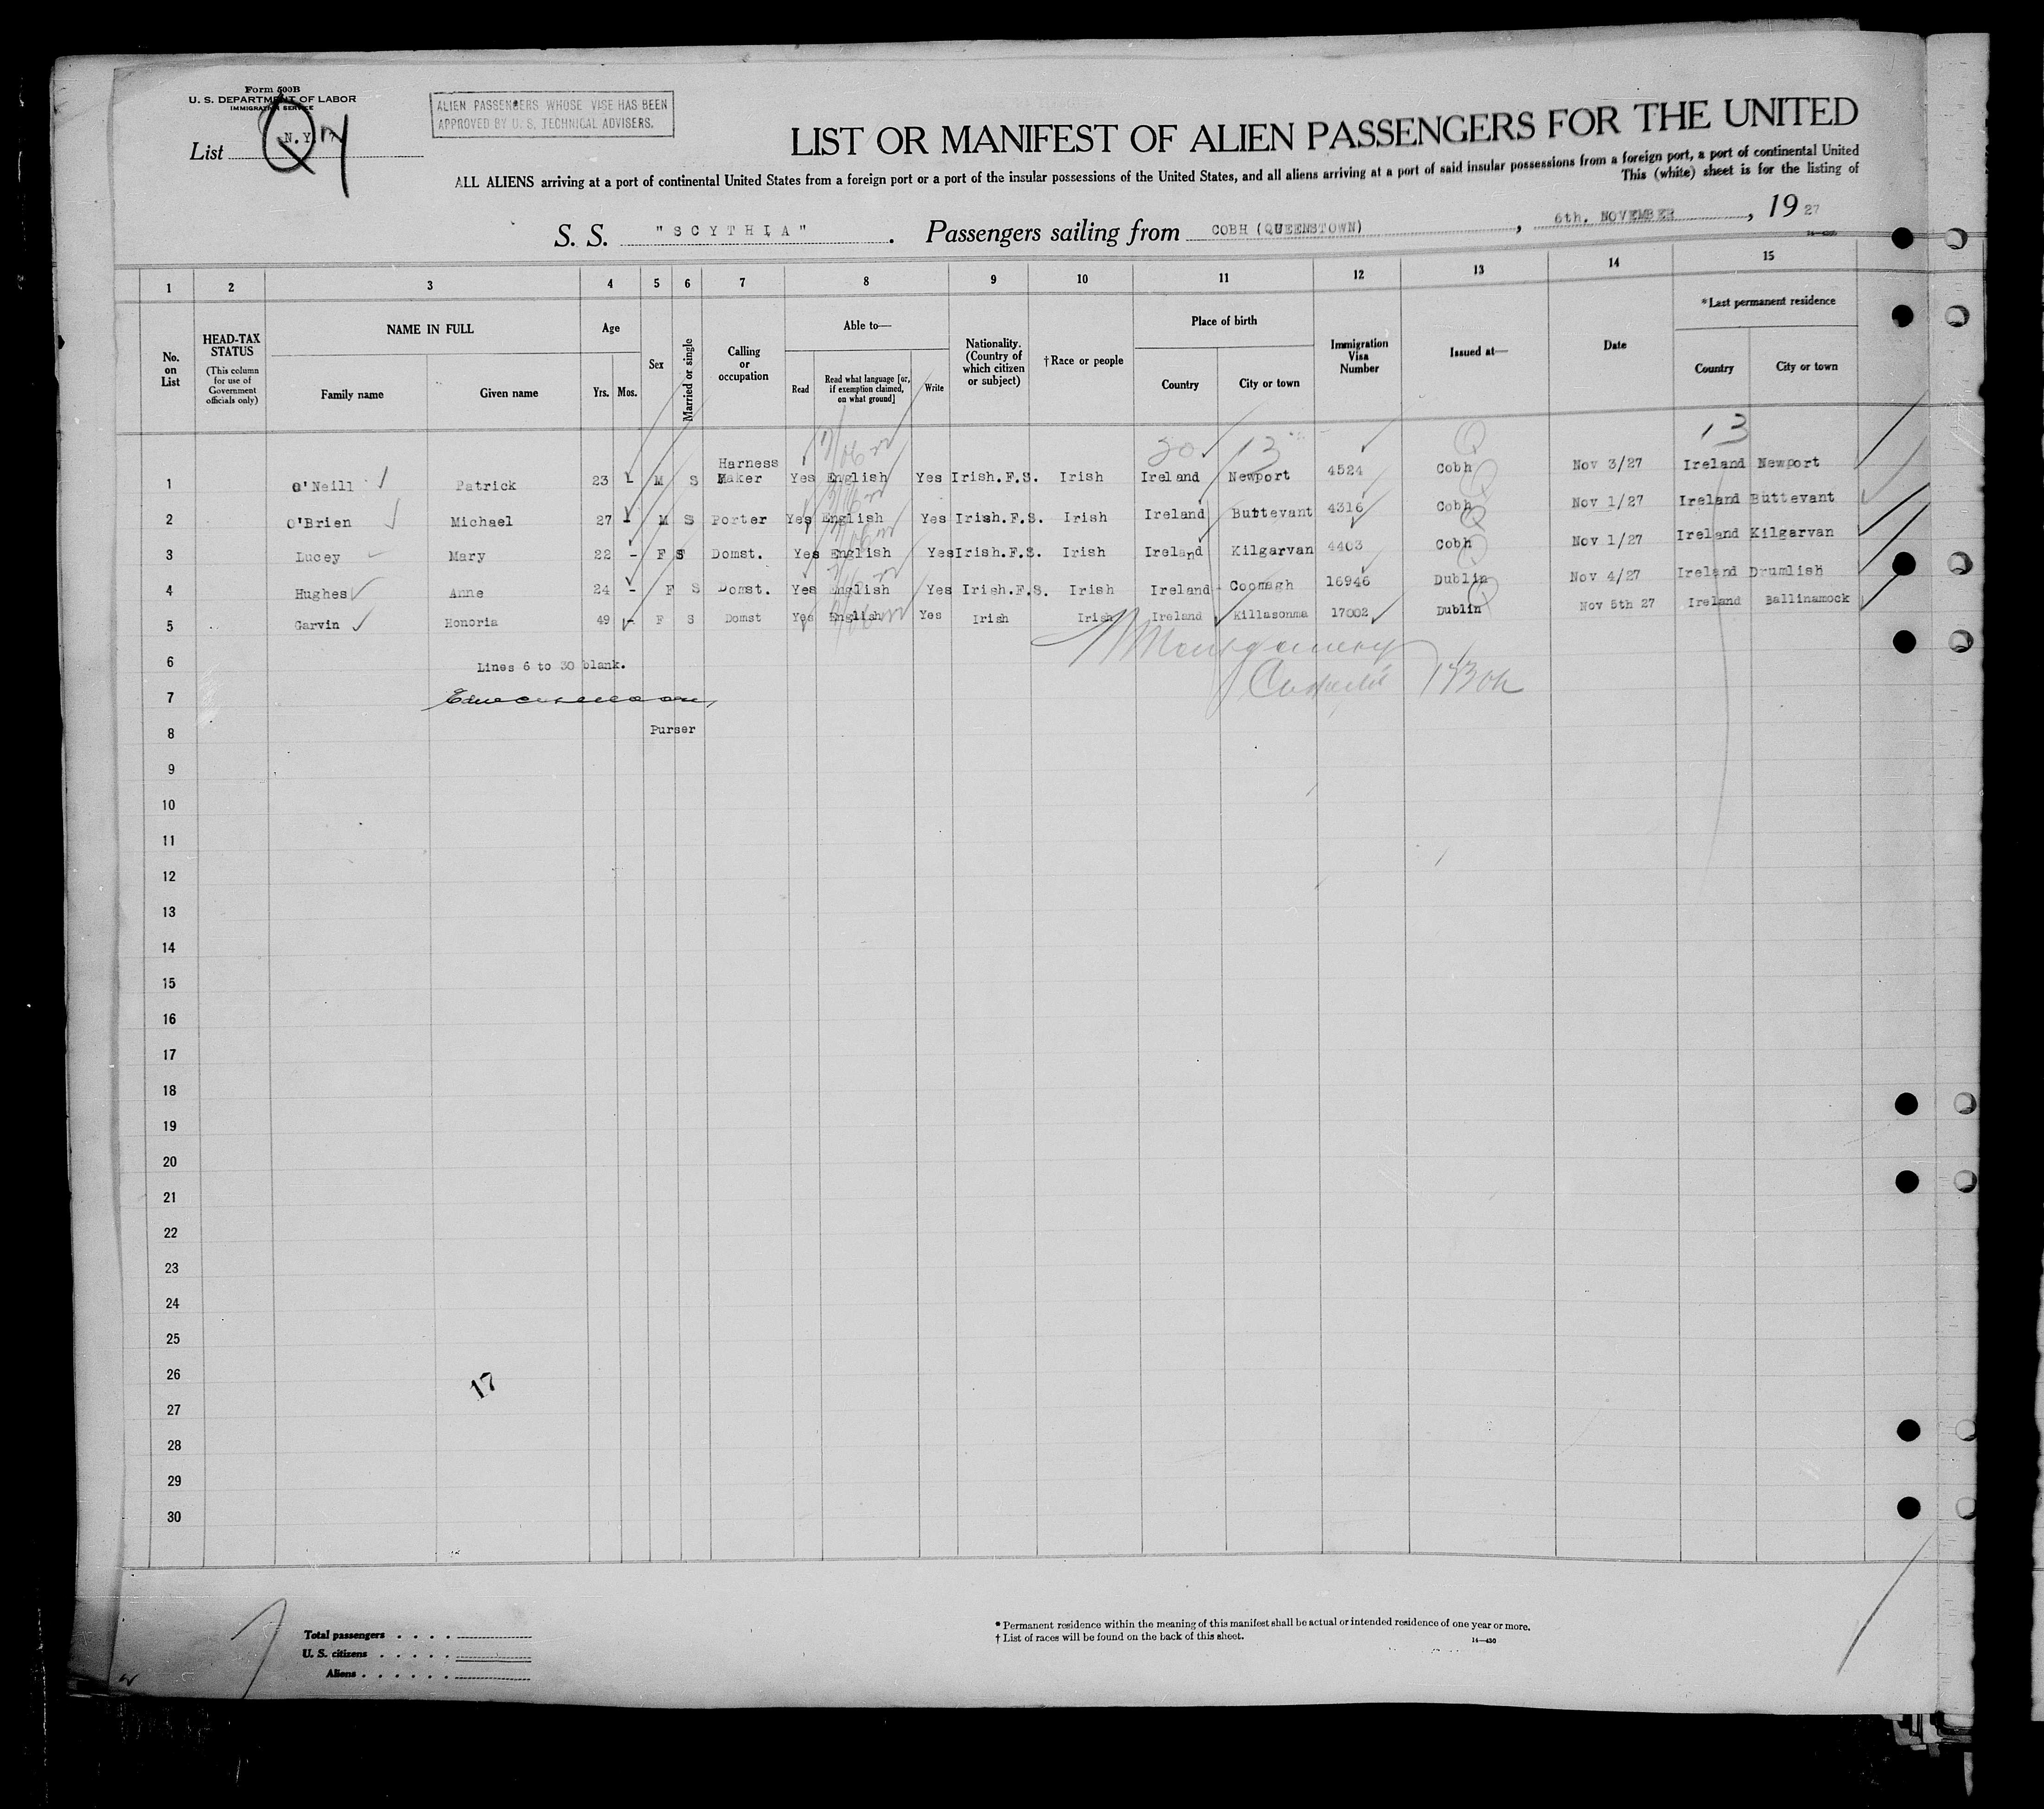 Form 500B
U. S. DEPARTMENT OF LABOR
IMMIGRATION SERVICE
List N.Y. 17
ALIEN PASSENGERS WHOSE VISE HAS BEEN
APPROVED BY U. S. TECHNICAL ADVISERS.
LIST OR MANIFEST OF ALIEN PASSENGERS FOR THE UNITED
ALL ALIENS arriving at a port of continental United States from a foreign port or a port of the insular possessions of the United States, and all aliens arriving at a port of said insular possessions from a foreign port, a port of continental United
This (white) sheet is for the listing of
S. S. "SCYTHIA". Passengers sailing from COBH (QUEENSTOWN), 6th. NOVEMBER, 1927
1 2 3 4 5 6 7 8 9 10 11 12 13 14 15
No. on List
HEAD-TAX STATUS
(This column for use of Government officials only)
NAME IN FULL
Family name Given name
Age
Yrs. Mos.
Sex
Married or single
Calling or occupation
Able to—
Read
Read what language [or, if exemption claimed, on what ground]
Write
Nationality. (Country of which citizen or subject)
†Race or people
Place of birth
Country City or town
Immigration Visa Number
Issued at—
Date
*Last permanent residence
Country City or town
20 13 13
1 O'Neill Patrick 23 M S Harness Maker Yes English Yes Irish.F.S. Irish Ireland Newport 4524 Cobh Nov 3/27 Ireland Newport
2 O'Brien Michael 27 - M S Porter Yes English Yes Irish.F.S. Irish Ireland Buttevant 4316 Cobh Nov 1/27 Ireland Buttevant
3 Lucey Mary 22 - F S Domst. Yes English Yes Irish.F.S. Irish Ireland Kilgarvan 4403 Cobh Nov 1/27 Ireland Kilgarvan
4 Hughes Anne 24 - F S Domst. Yes English Yes Irish.F.S. Irish Ireland Coomagh 16946 Dublin Nov 4/27 Ireland Drumlish
5 Garvin Honoria 49 - F S Domst Yes English Yes Irish Irish Ireland Killasonma 17002 Dublin Nov 5th 27 Ireland Ballinamock
6 Lines 6 to 30 blank.
Montgomery
7
8 Purser
9
10
11
12
13
14
15
16
17
18
19
20
21
22
23
24
25
26
17
27
28
29
30
Total passengers . . . .
U. S. citizens . . . . .
Aliens . . . . . .
* Permanent residence within the meaning of this manifest shall be actual or intended residence of one year or more.
† List of races will be found on the back of this sheet.
14—430